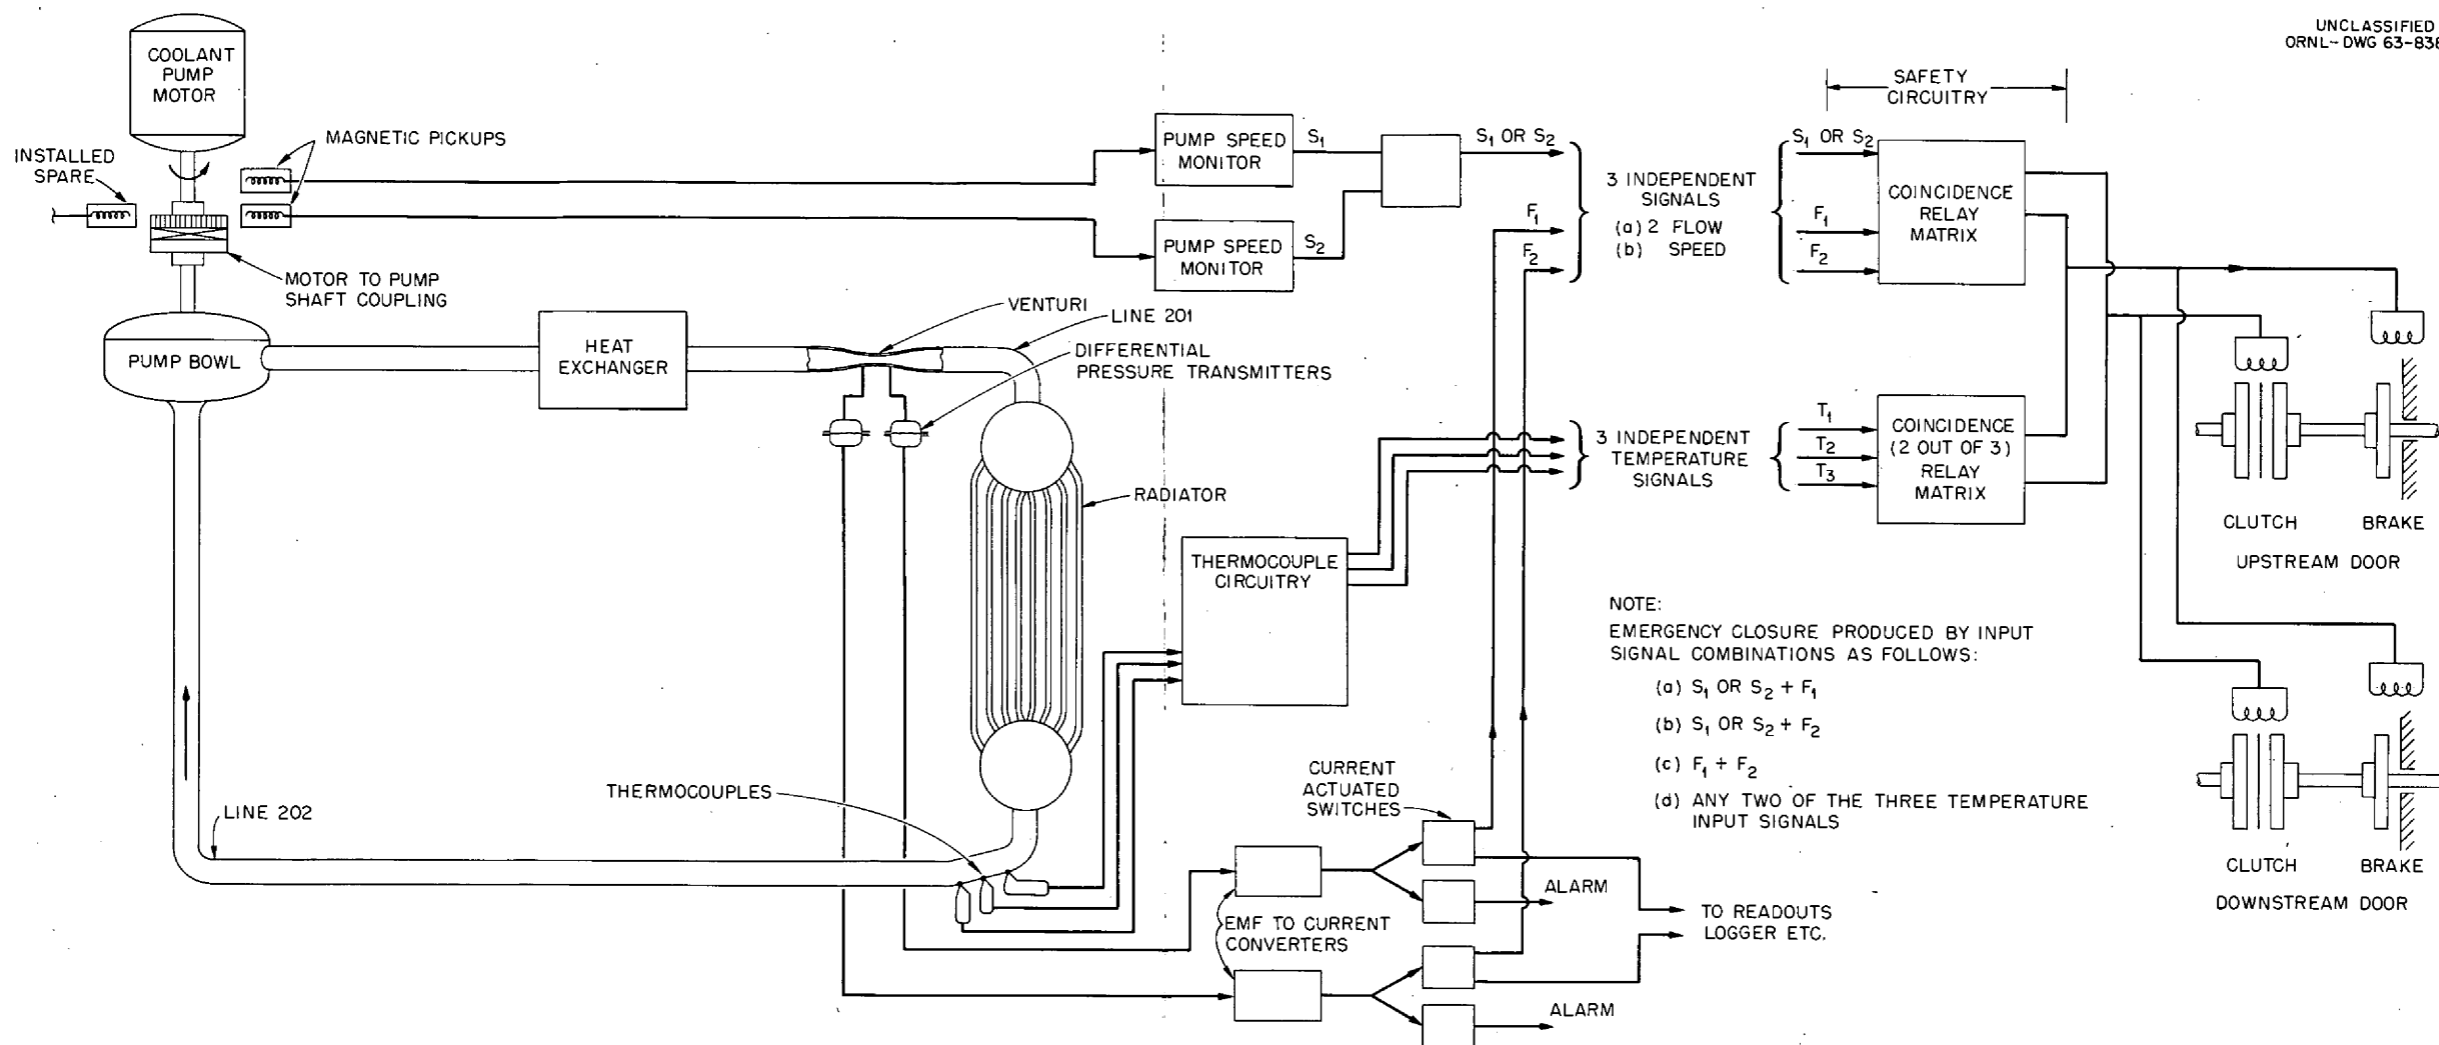 UNCLASSIFIED
ORNL-DWG 63-838
COOLANT
PUMP
MOTOR
INSTALLED
SPARE
MAGNETIC PICKUPS
MOTOR TO PUMP
SHAFT COUPLING
PUMP BOWL
HEAT
EXCHANGER
VENTURI
LINE 201
DIFFERENTIAL
PRESSURE TRANSMITTERS
RADIATOR
THERMOCOUPLES
LINE 202
PUMP SPEED
MONITOR
S1
S1 OR S2
PUMP SPEED
MONITOR
S2
F1
F2
3 INDEPENDENT
SIGNALS
(a) 2 FLOW
(b) SPEED
SAFETY
CIRCUITRY
S1 OR S2
F1
F2
COINCIDENCE
RELAY
MATRIX
3 INDEPENDENT
TEMPERATURE
SIGNALS
T1
T2
T3
COINCIDENCE
(2 OUT OF 3)
RELAY
MATRIX
THERMOCOUPLE
CIRCUITRY
CLUTCH
BRAKE
UPSTREAM DOOR
NOTE:
EMERGENCY CLOSURE PRODUCED BY INPUT
SIGNAL COMBINATIONS AS FOLLOWS:
(a) S1 OR S2 + F1
(b) S1 OR S2 + F2
(c) F1 + F2
(d) ANY TWO OF THE THREE TEMPERATURE
INPUT SIGNALS
CURRENT
ACTUATED
SWITCHES
ALARM
EMF TO CURRENT
CONVERTERS
TO READOUTS
LOGGER ETC.
ALARM
CLUTCH
BRAKE
DOWNSTREAM DOOR